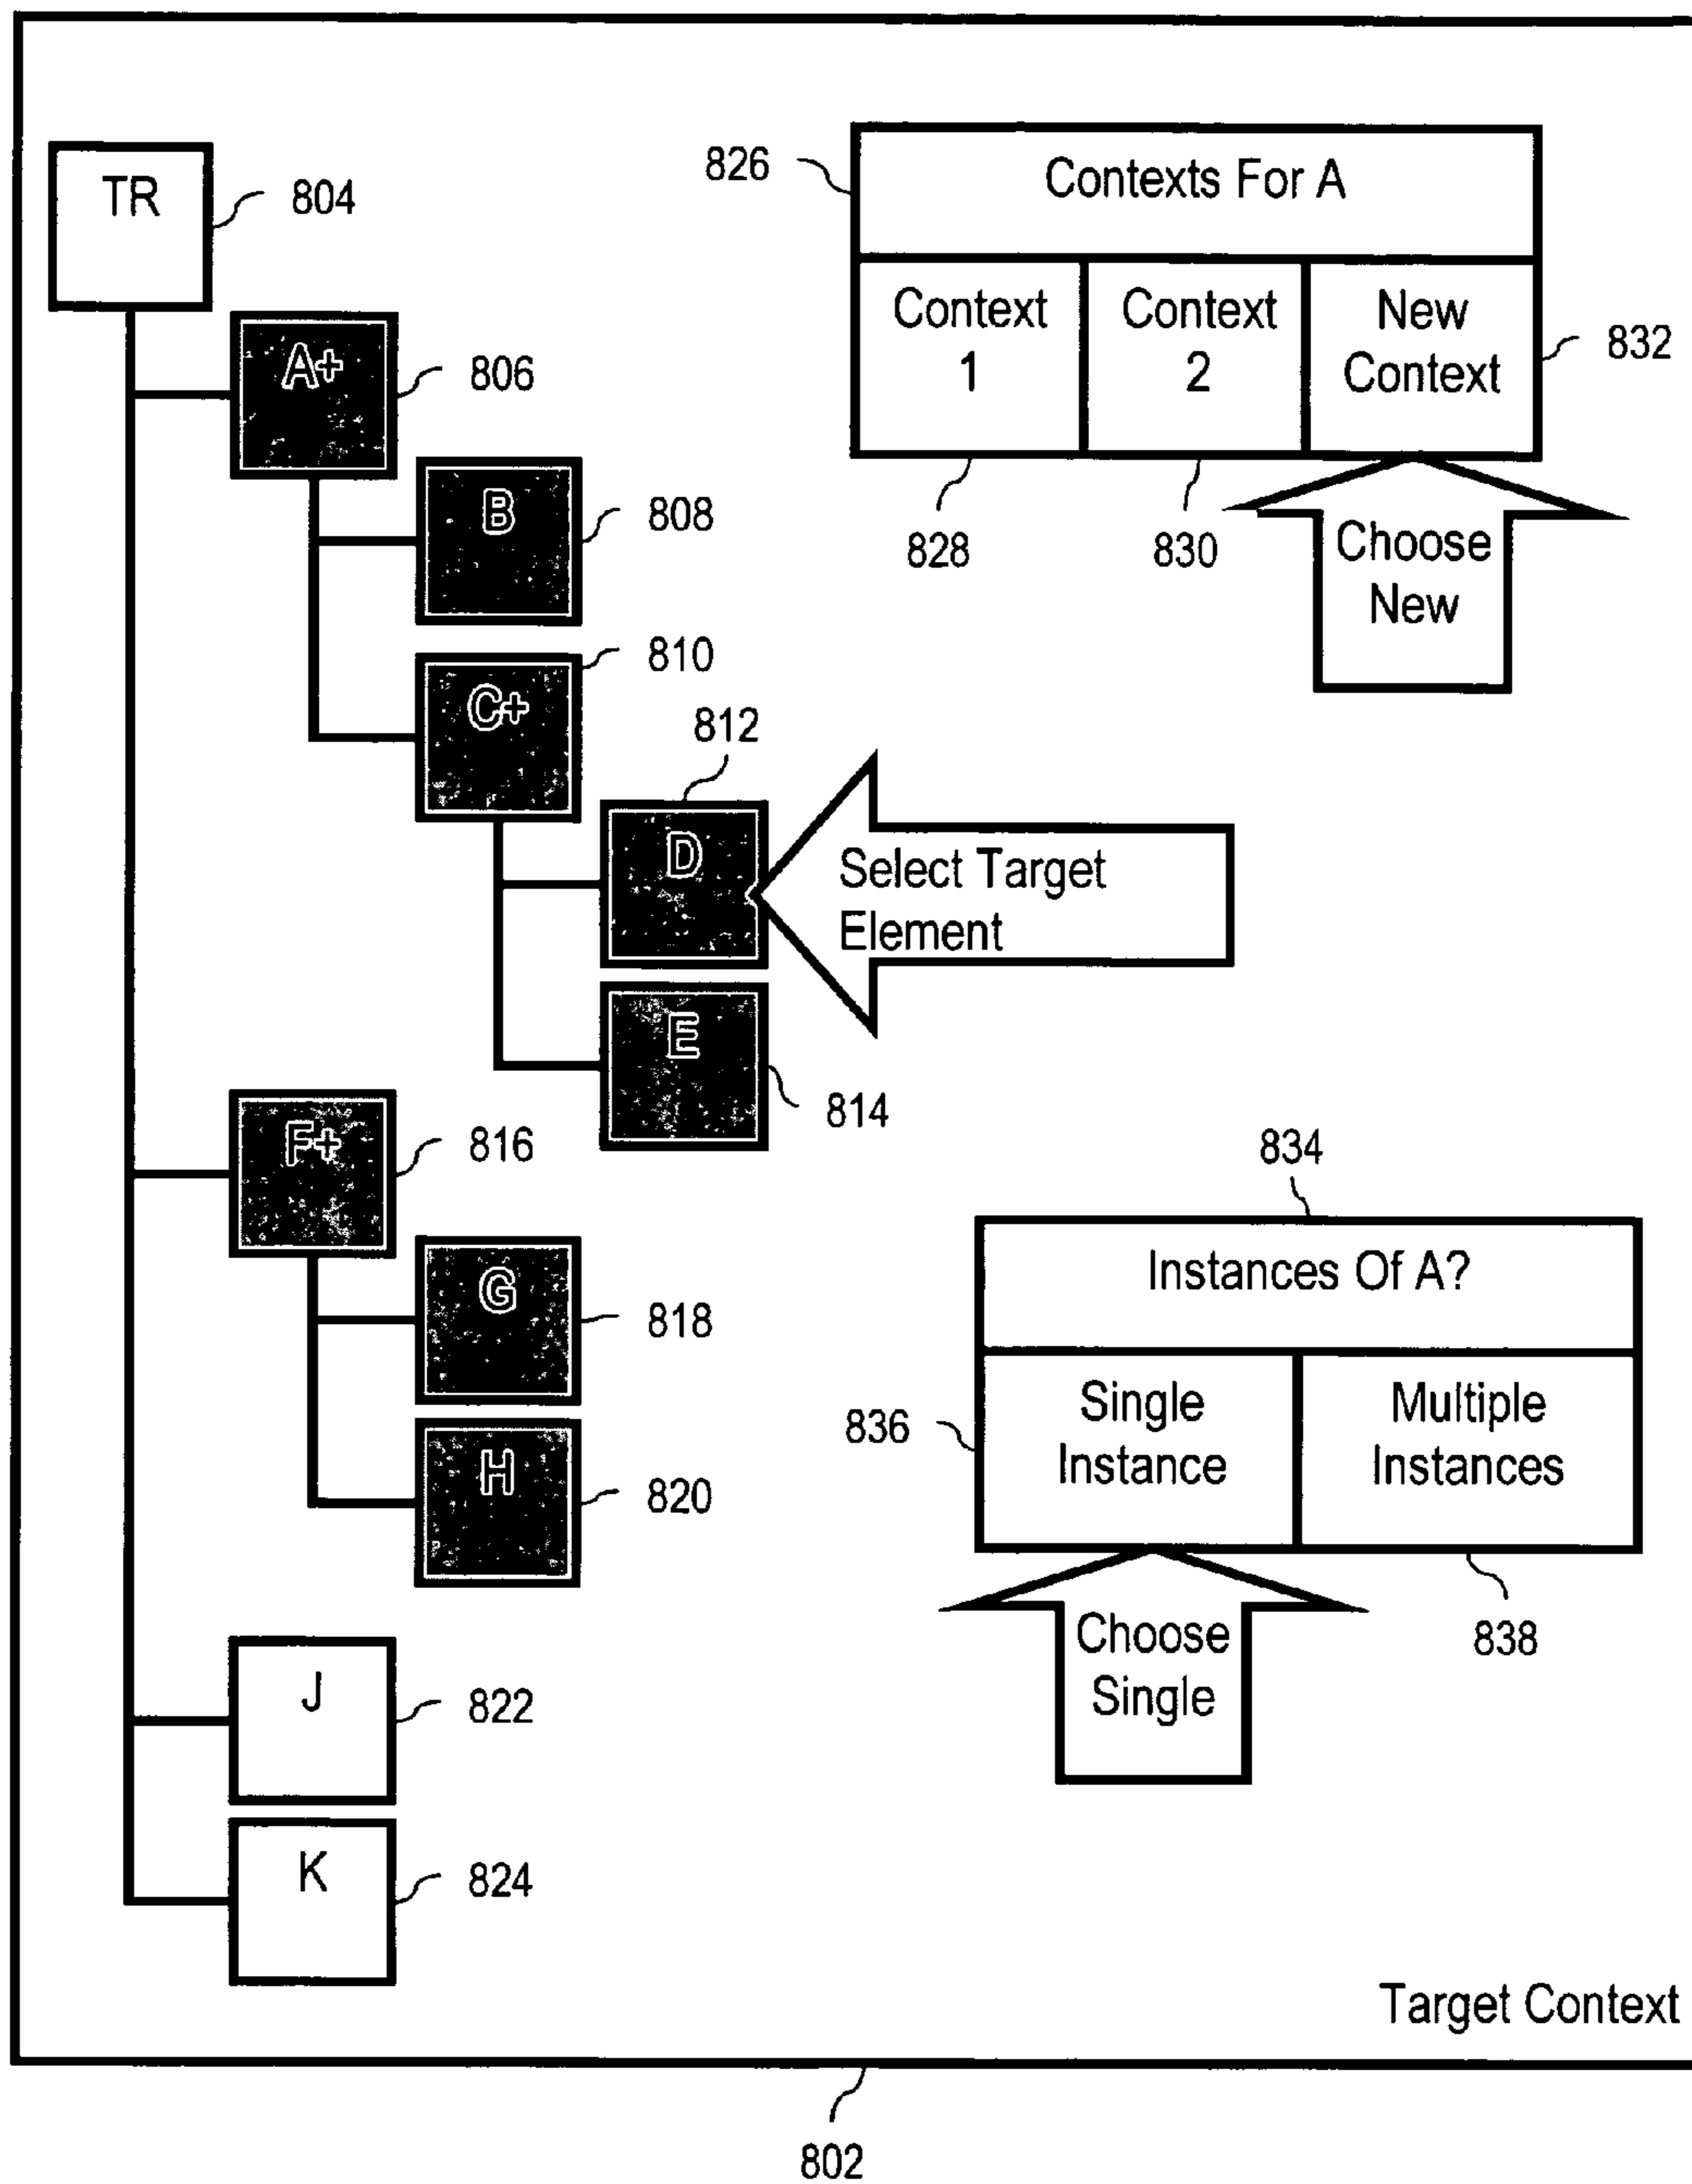 TR
804
826
Contexts For A
Context
1
Context
2
New
Context
832
828
830
Choose
New
A+
806
B
808
810
C+
812
D
Select Target
Element
E
814
F+
816
G
818
H
820
834
Instances Of A?
836
Single
Instance
Multiple
Instances
838
Choose
Single
J
822
K
824
Target Context
802